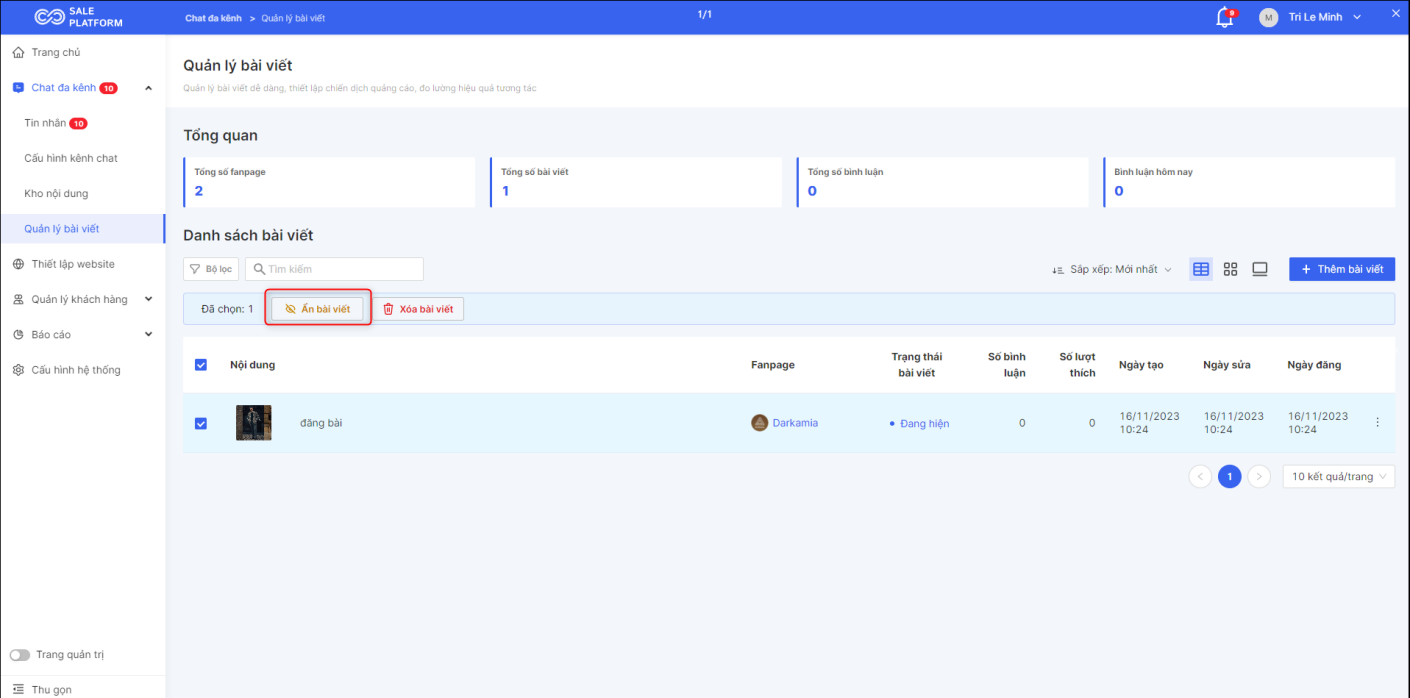 SALE
PLATFORM
Chat đa kênh > Quản lý bài viết
1/1
9
M
Tri Le Minh
Trang chủ
Chat đa kênh 10
Tin nhắn 10
Cấu hình kênh chat
Kho nội dung
Quản lý bài viết
Thiết lập website
Quản lý khách hàng
Báo cáo
Cấu hình hệ thống
Trang quản trị
Thu gọn
Quản lý bài viết
Quản lý bài viết dễ dàng, thiết lập chiến dịch quảng cáo, đo lường hiệu quả tương tác
Tổng quan
Tổng số fanpage
2
Tổng số bài viết
1
Tổng số bình luận
0
Bình luận hôm nay
0
Danh sách bài viết
Bộ lọc
Tìm kiếm
Sắp xếp: Mới nhất
+ Thêm bài viết
Đã chọn: 1
Ẩn bài viết
Xóa bài viết
Nội dung
Fanpage
Trạng thái
bài viết
Số bình
luận
Số lượt
thích
Ngày tạo
Ngày sửa
Ngày đăng
đăng bài
Darkamia
Đang hiện
0
0
16/11/2023
10:24
16/11/2023
10:24
16/11/2023
10:24
1
10 kết quả/trang